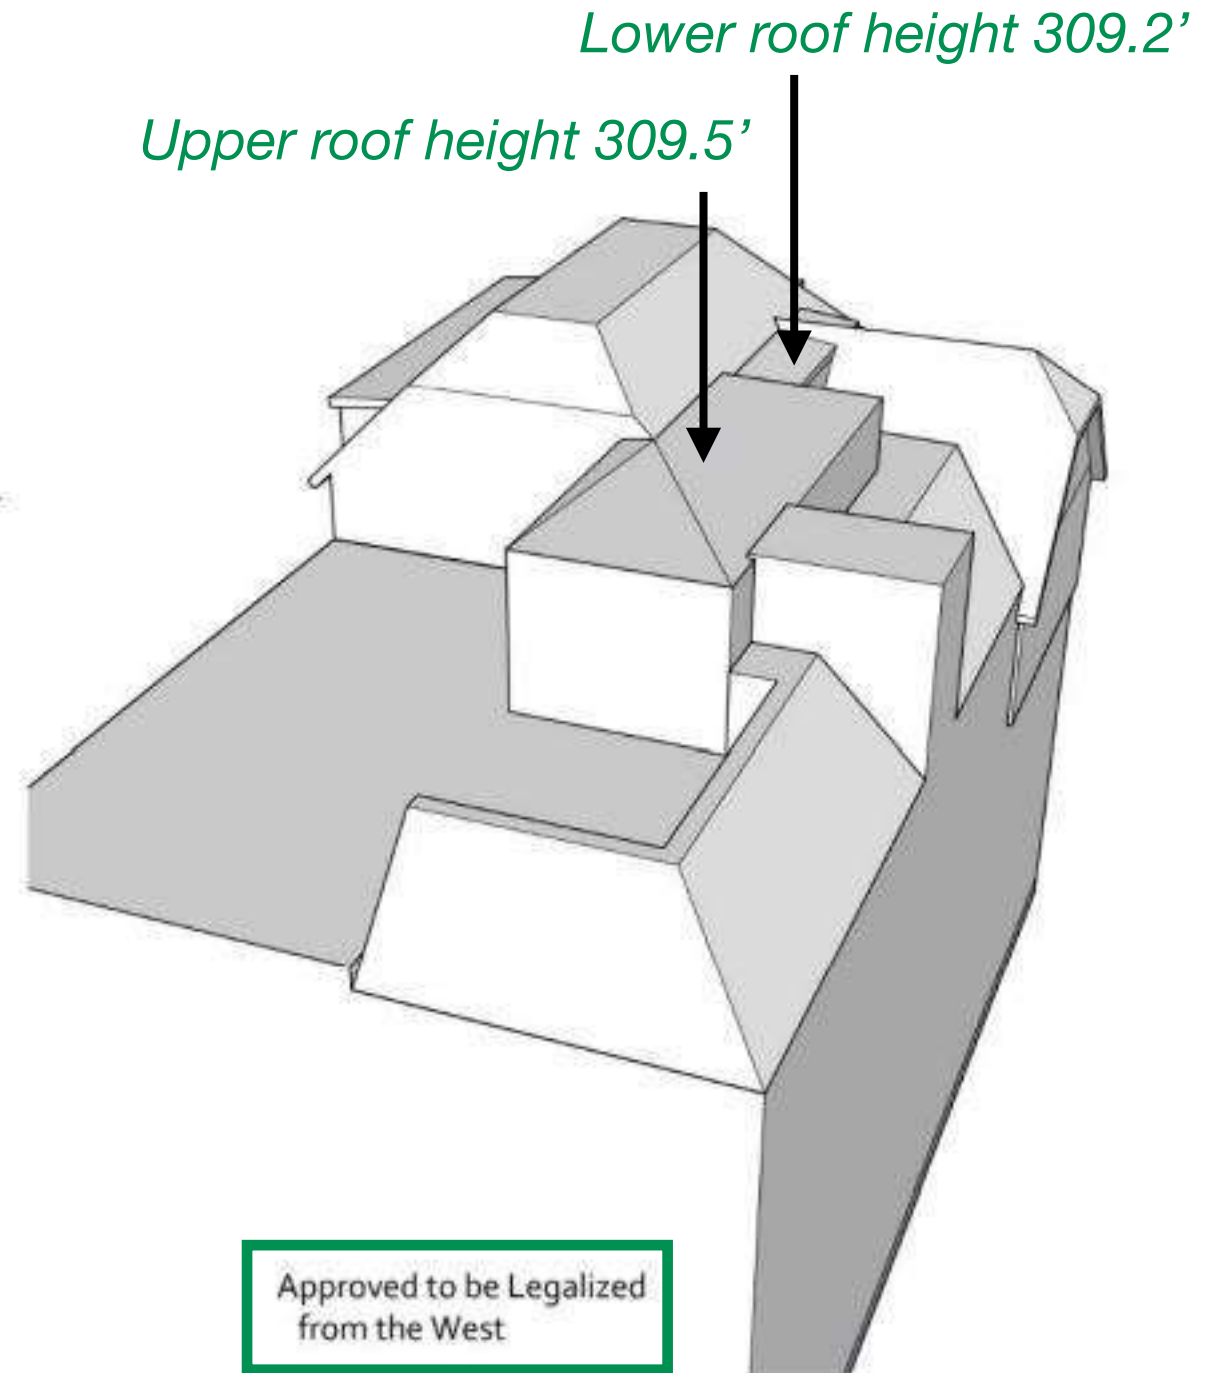 Lower roof height 309.2’
Upper roof height 309.5’
Approved to be Legalized
from the West